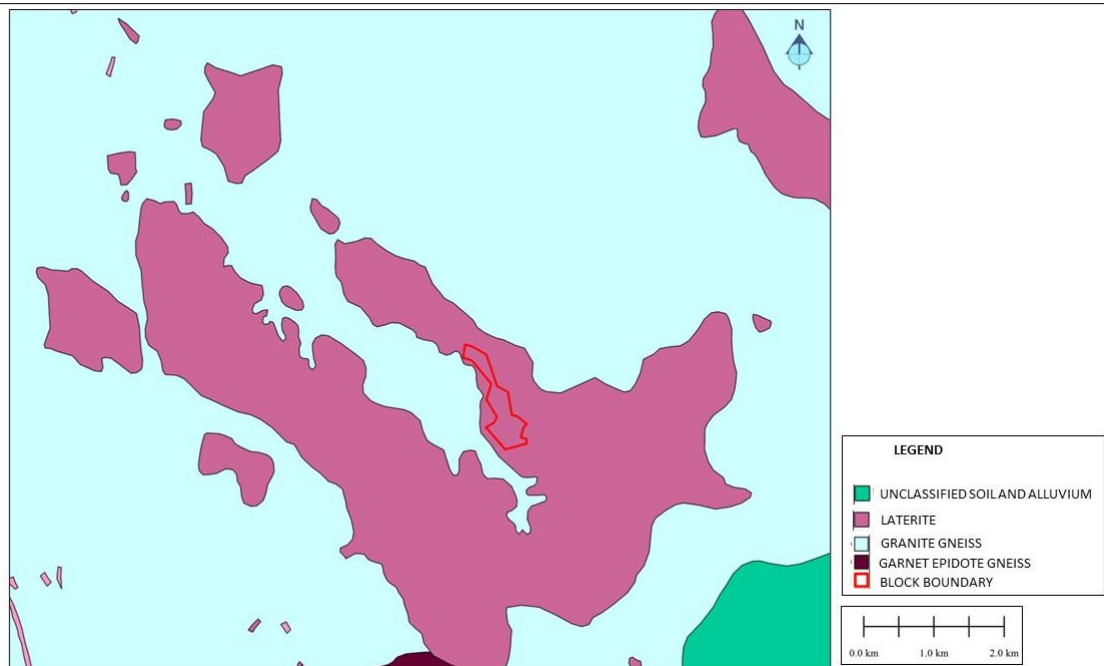 N
LEGEND
UNCLASSIFIED SOIL AND ALLUVIUM
LATERITE
GRANITE GNEISS
GARNET EPIDOTE GNEISS
BLOCK BOUNDARY
0.0 km 1.0 km 2.0 km